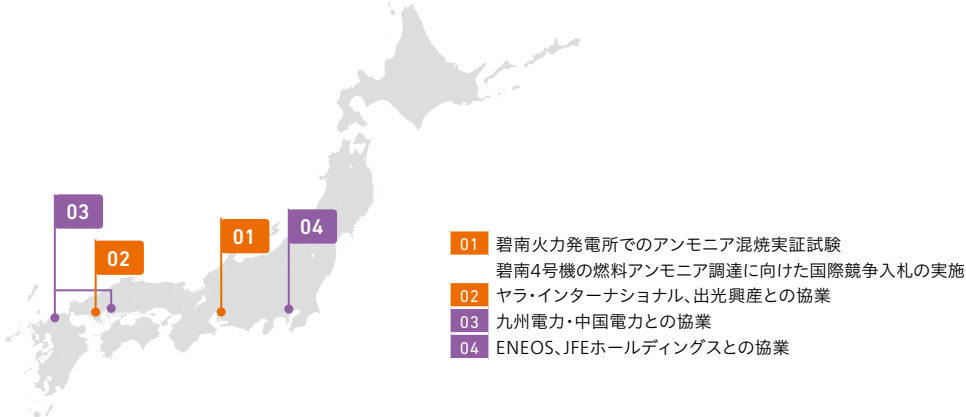 03
02
01
04
01 碧南火力発電所でのアンモニア混焼実証試験
碧南4号機の燃料アンモニア調達に向けた国際競争入札の実施
02 ヤラ・インターナショナル、出光興産との協業
03 九州電力・中国電力との協業
04 ENEOS、JFEホールディングスとの協業